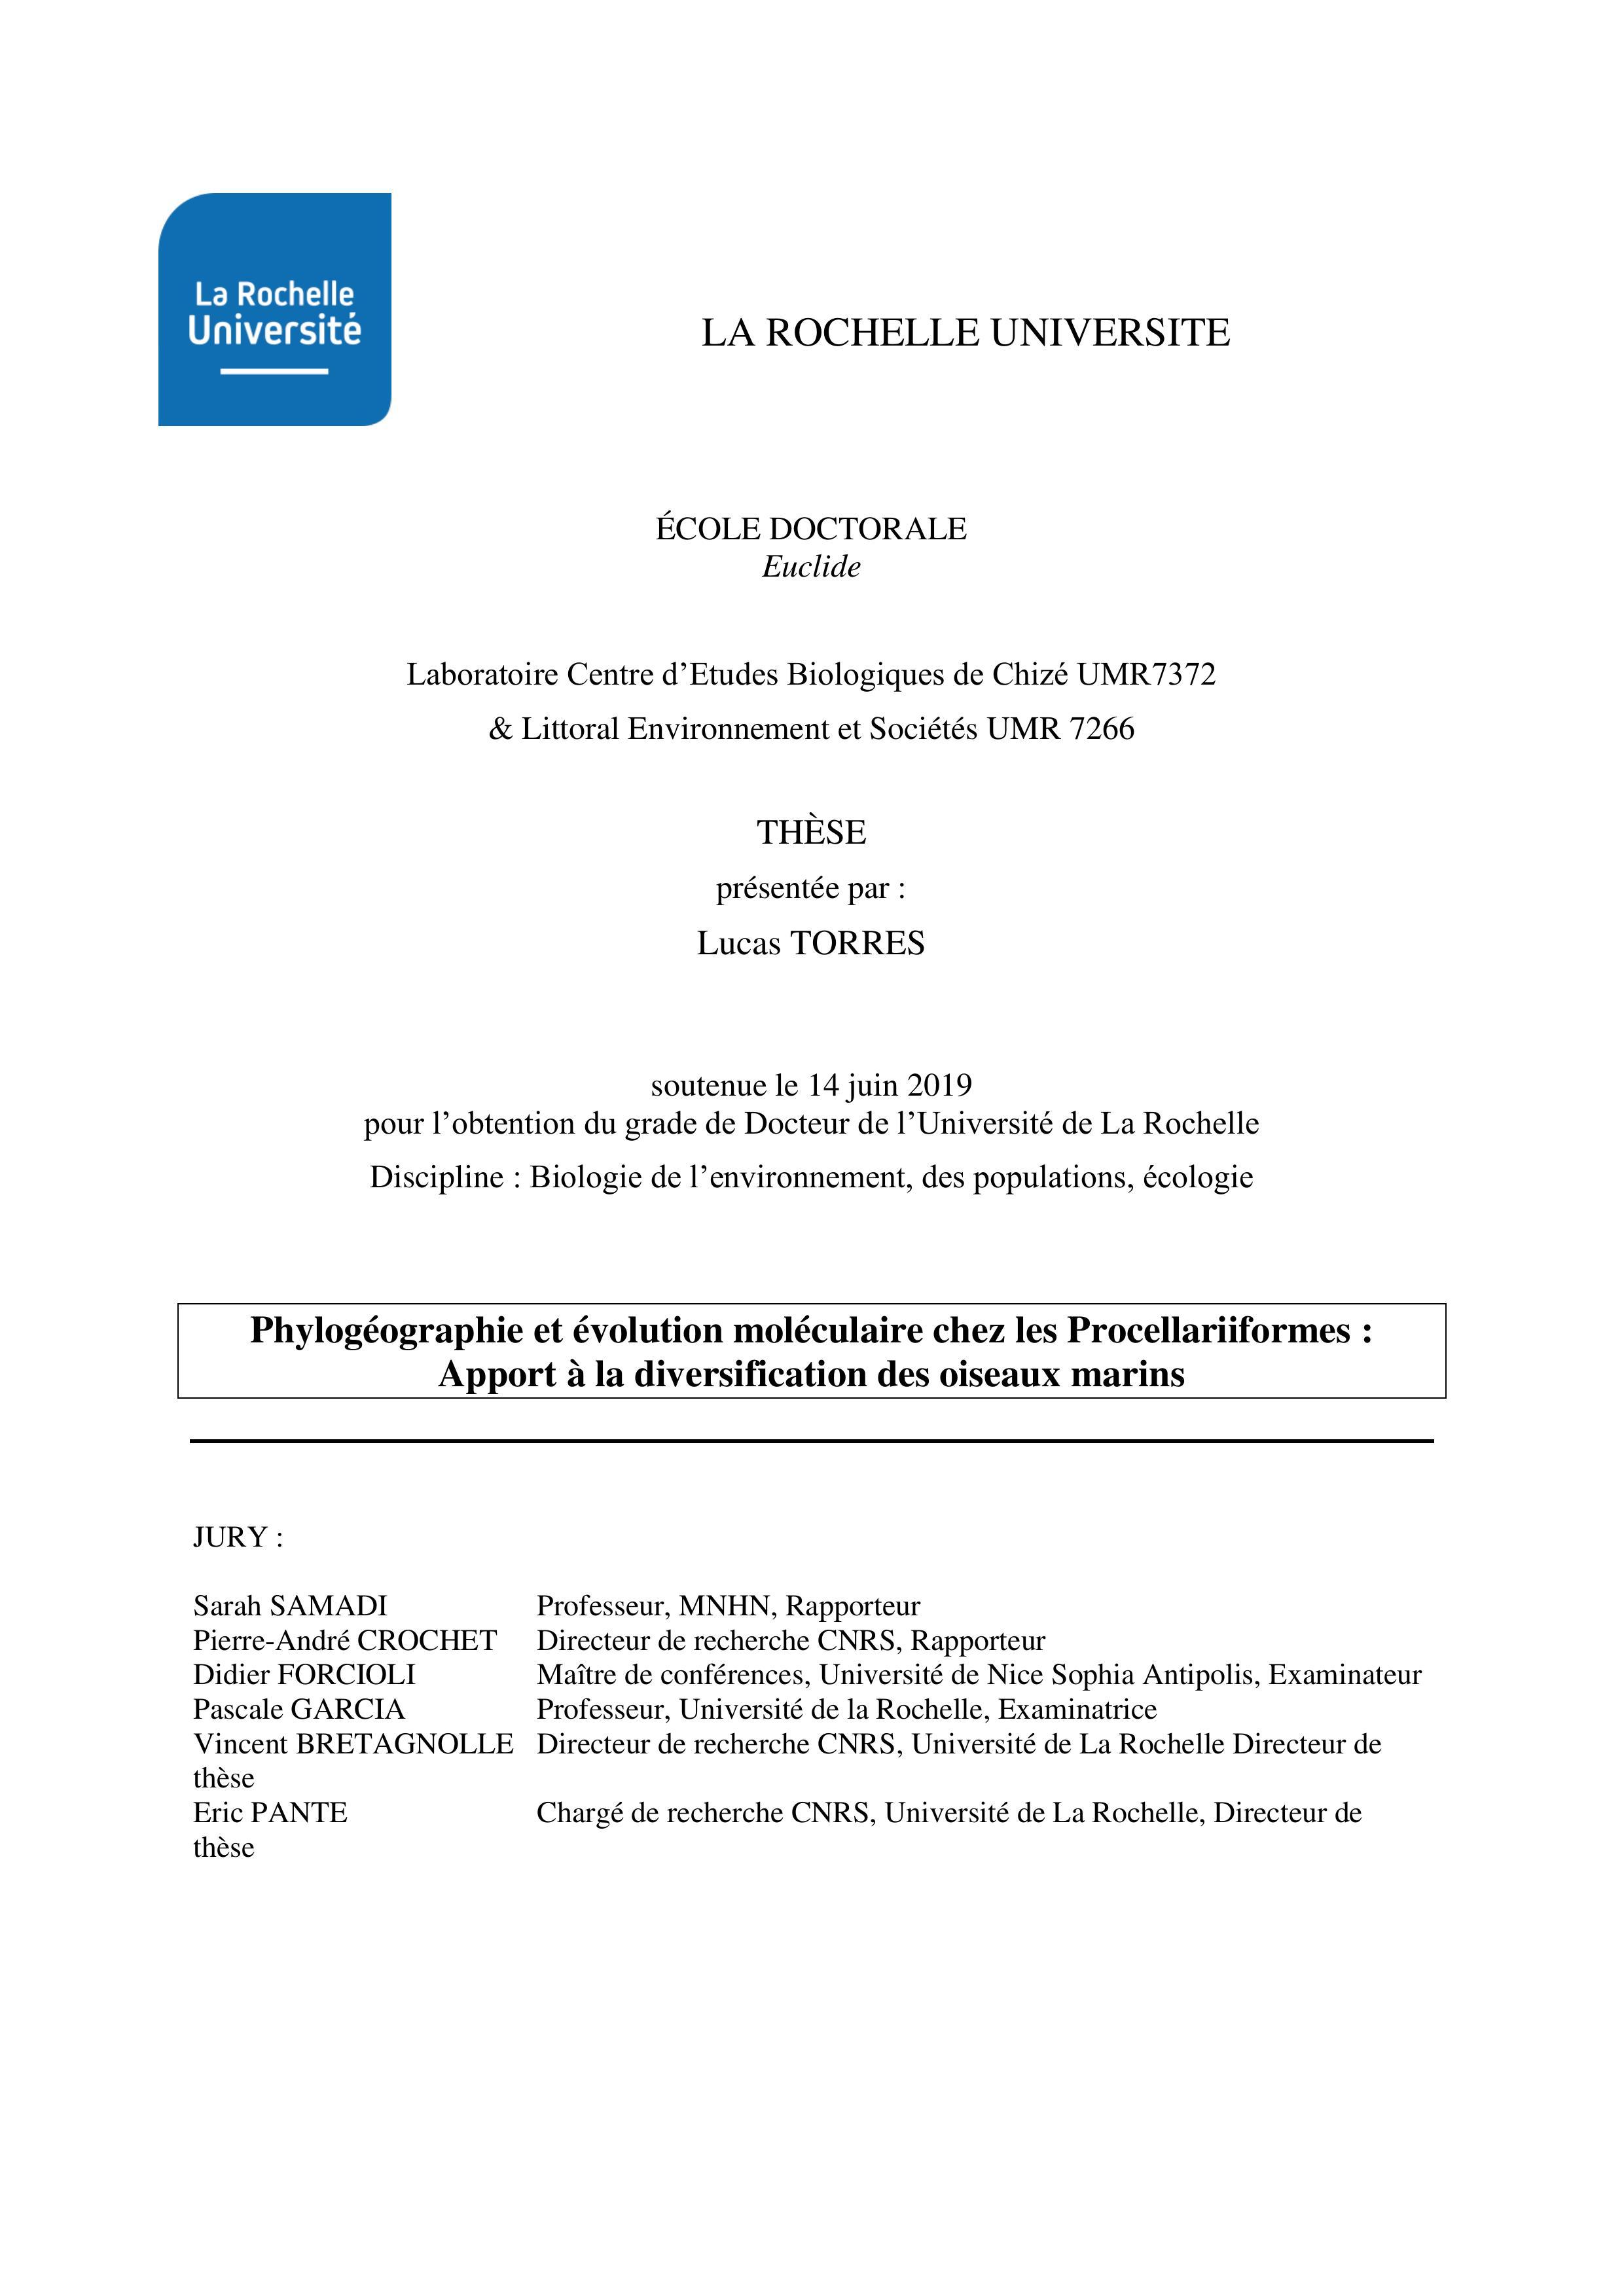 La Rochelle
Université
LA ROCHELLE UNIVERSITE
ÉCOLE DOCTORALE
Euclide
Laboratoire Centre d’Etudes Biologiques de Chizé UMR7372
& Littoral Environnement et Sociétés UMR 7266
THÈSE
présentée par :
Lucas TORRES
soutenue le 14 juin 2019
pour l’obtention du grade de Docteur de l’Université de La Rochelle
Discipline : Biologie de l’environnement, des populations, écologie
Phylogéographie et évolution moléculaire chez les Procellariiformes :
Apport à la diversification des oiseaux marins
JURY :
Sarah SAMADI Professeur, MNHN, Rapporteur
Pierre-André CROCHET Directeur de recherche CNRS, Rapporteur
Didier FORCIOLI Maître de conférences, Université de Nice Sophia Antipolis, Examinateur
Pascale GARCIA Professeur, Université de la Rochelle, Examinatrice
Vincent BRETAGNOLLE Directeur de recherche CNRS, Université de La Rochelle Directeur de
thèse
Eric PANTE Chargé de recherche CNRS, Université de La Rochelle, Directeur de
thèse